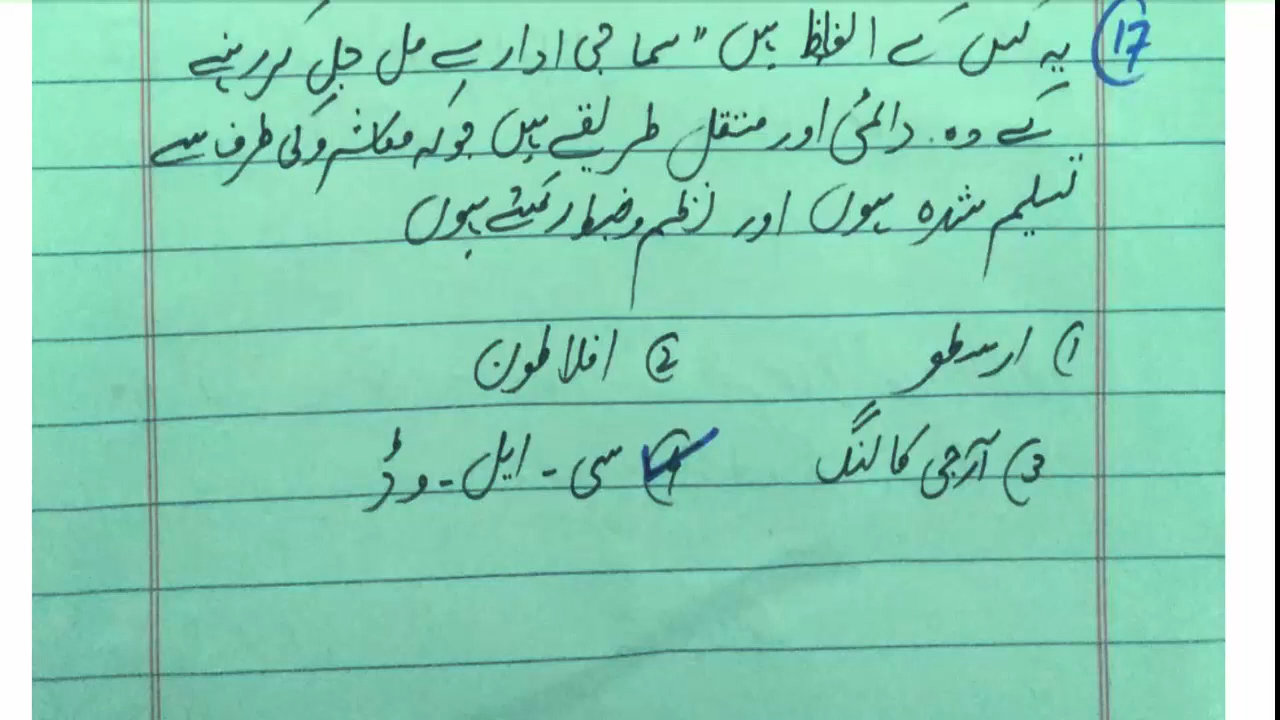 ⑰ یہ کس کے الفاظ ہیں "سماجی ادارے مل جل کر رہنے
کے وہ دائمی اور منتقل طریقے ہیں جو کہ معاشرہ کی طرف سے
تسلیم شدہ ہوں اور نظم و ضبط رکھتے ہوں
1) ارسطو 2) افلاطون
3) آر جی کالنگ 4) سی - ایل - وڈ